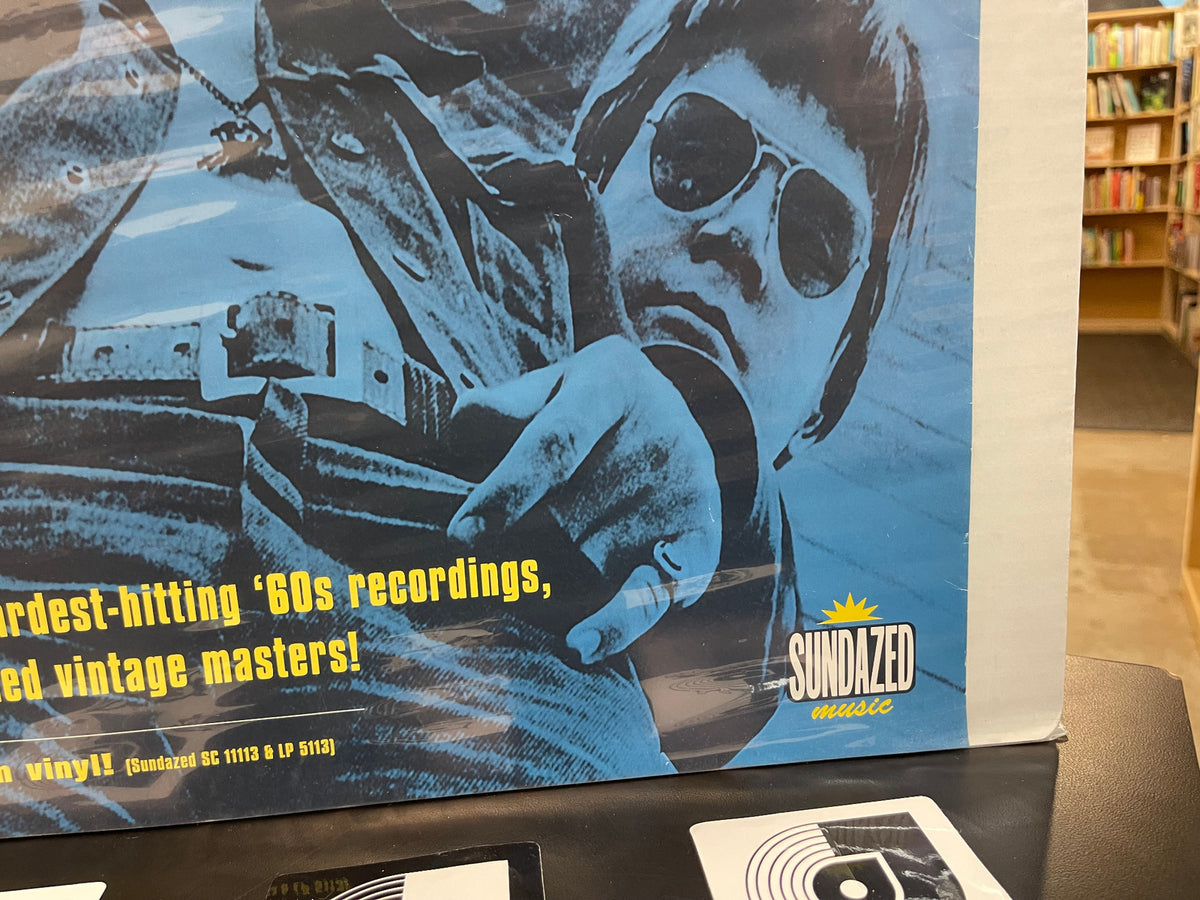 ardest-hitting ‘60s recordings,
ed vintage masters!
n vinyl! (Sundazed SC 11113 & LP 5113)
SUNDAZED
music